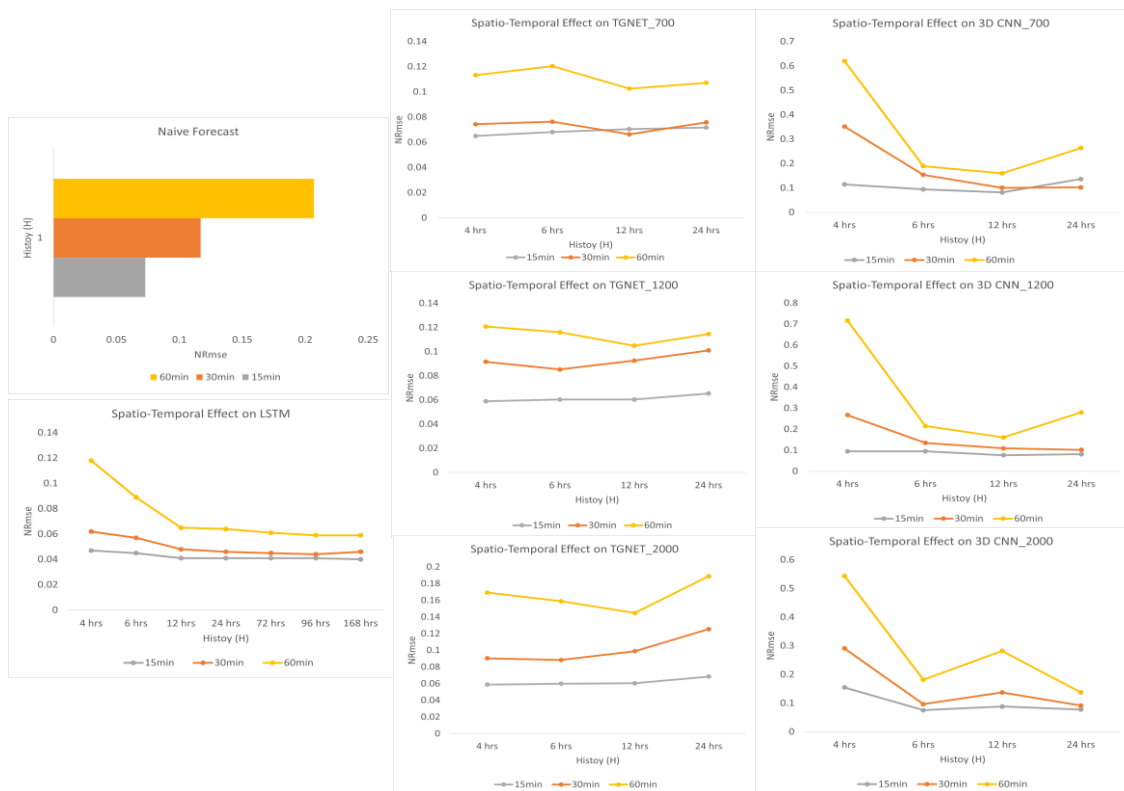 Naive Forecast
Histoy (H)
1
0 0.05 0.1 0.15 0.2 0.25
NRmse
60min 30min 15min
Spatio-Temporal Effect on LSTM
0.14
0.12
0.1
0.08
0.06
0.04
0.02
0
NRmse
4 hrs 6 hrs 12 hrs 24 hrs 72 hrs 96 hrs 168 hrs
Histoy (H)
15min 30min 60min
Spatio-Temporal Effect on TGNET_700
0.14
0.12
0.1
0.08
0.06
0.04
0.02
0
NRmse
4 hrs 6 hrs 12 hrs 24 hrs
Histoy (H)
15min 30min 60min
Spatio-Temporal Effect on TGNET_1200
0.14
0.12
0.1
0.08
0.06
0.04
0.02
0
NRmse
4 hrs 6 hrs 12 hrs 24 hrs
Histoy (H)
15min 30min 60min
Spatio-Temporal Effect on TGNET_2000
0.2
0.18
0.16
0.14
0.12
0.1
0.08
0.06
0.04
0.02
0
NRmse
4 hrs 6 hrs 12 hrs 24 hrs
Histoy (H)
15min 30min 60min
Spatio-Temporal Effect on 3D CNN_700
0.7
0.6
0.5
0.4
0.3
0.2
0.1
0
NRmse
4 hrs 6 hrs 12 hrs 24 hrs
Histoy (H)
15min 30min 60min
Spatio-Temporal Effect on 3D CNN_1200
0.8
0.7
0.6
0.5
0.4
0.3
0.2
0.1
0
NRmse
4 hrs 6 hrs 12 hrs 24 hrs
Histoy (H)
15min 30min 60min
Spatio-Temporal Effect on 3D CNN_2000
0.6
0.5
0.4
0.3
0.2
0.1
0
NRmse
4 hrs 6 hrs 12 hrs 24 hrs
Histoy (H)
15min 30min 60min